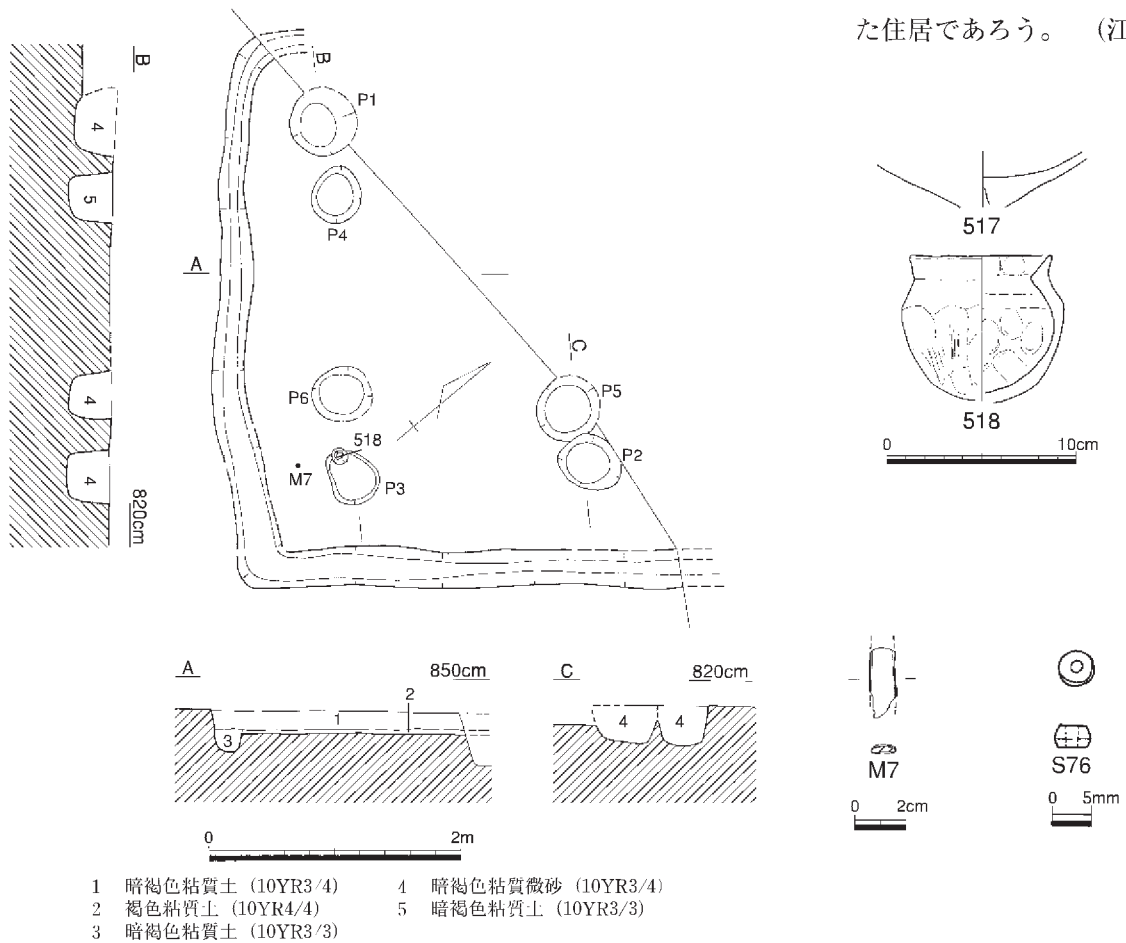 た住居であろう。 (江
B
4
5
4
4
820cm
B
P1
P4
A
C
P6
P5
518
P2
M7
P3
517
518
0 10cm
A 850cm
2
1
3
C 820cm
4 4
0 2m
M7
0 2cm
S76
0 5mm
1 暗褐色粘質土 (10YR3/4)
2 褐色粘質土 (10YR4/4)
3 暗褐色粘質土 (10YR3/3)
4 暗褐色粘質微砂 (10YR3/4)
5 暗褐色粘質土 (10YR3/3)